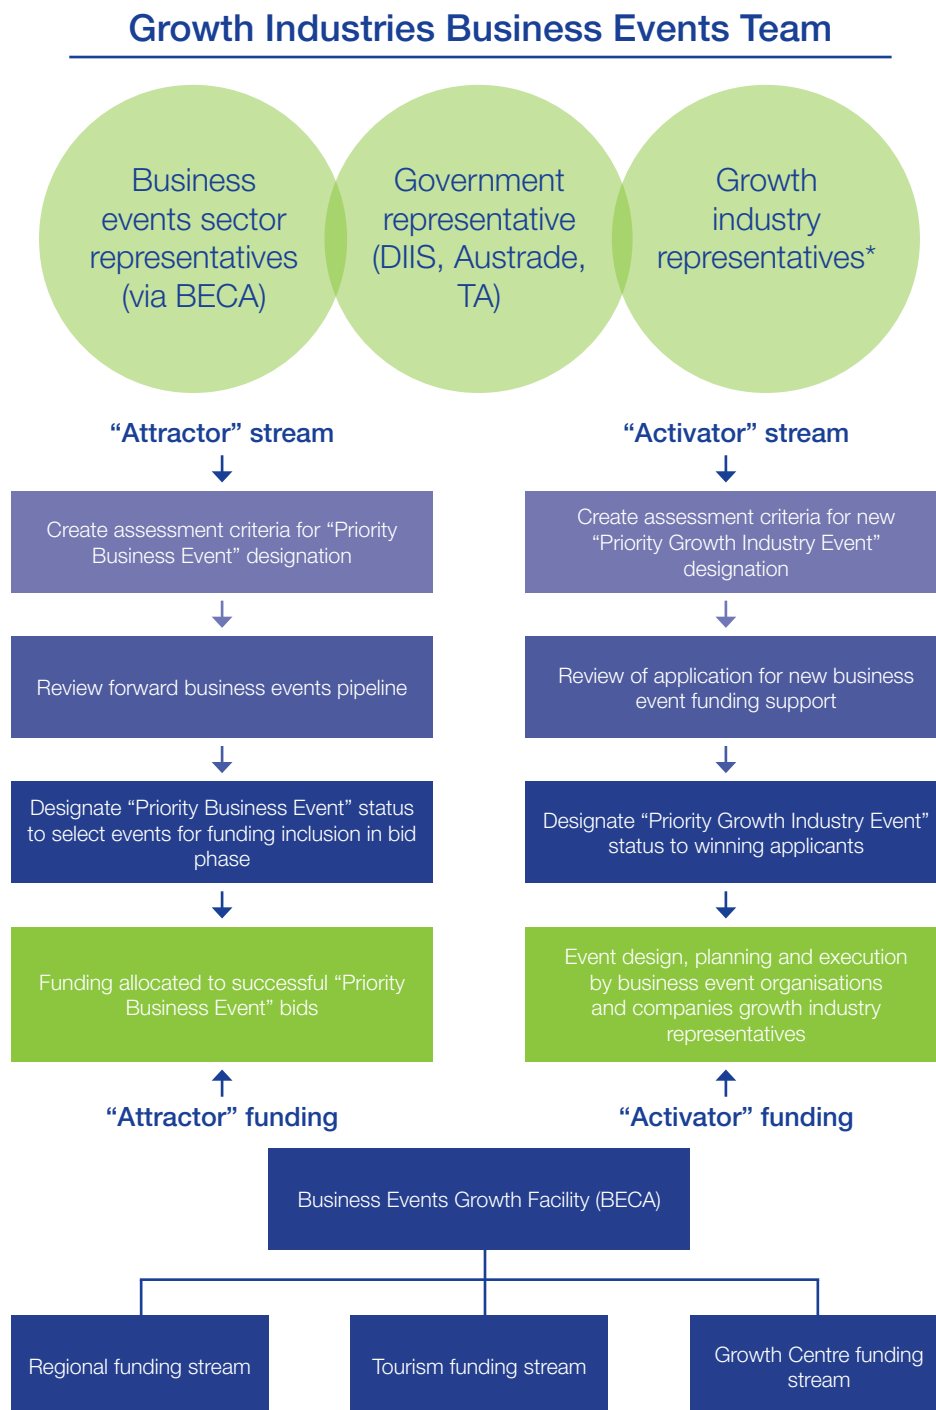 Growth Industries Business Events Team
Business
events sector
representatives
(via BECA)
Government
representative
(DIIS, Austrade,
TA)
Growth
industry
representatives*
“Attractor” stream
“Activator” stream
Create assessment criteria for “Priority
Business Event” designation
Create assessment criteria for new
“Priority Growth Industry Event”
designation
Review forward business events pipeline
Review of application for new business
event funding support
Designate “Priority Business Event” status
to select events for funding inclusion in bid
phase
Designate “Priority Growth Industry Event”
status to winning applicants
Funding allocated to successful “Priority
Business Event” bids
Event design, planning and execution
by business event organisations
and companies growth industry
representatives
“Attractor” funding
“Activator” funding
Business Events Growth Facility (BECA)
Regional funding stream
Tourism funding stream
Growth Centre funding
stream